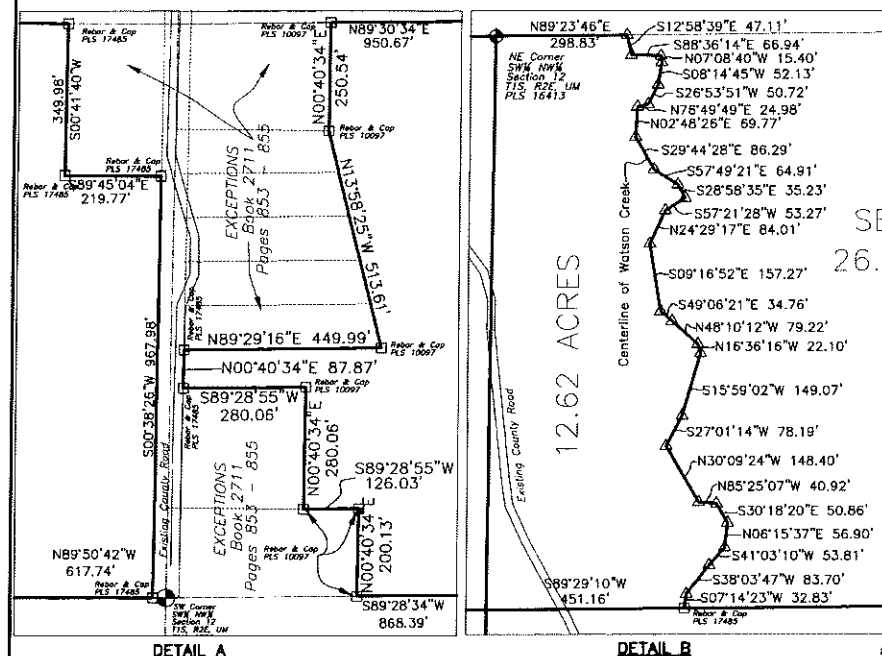 N89°30'34"E
950.67'
Rebar & Cap
PLS 17485
Rebar & Cap
PLS 10097
349.98'
S00°41'40"W
N00°40'34"E
250.54'
Rebar & Cap
PLS 10097
Rebar & Cap
PLS 17485
Rebar & Cap
PLS 17485
S89°45'04"E
219.77'
EXCEPTIONS
Book 2711
Pages 853 - 855
N13°58'25"W 513.61'
S00°38'26"W 967.98'
Rebar & Cap
PLS 17485
N89°29'16"E 449.99'
Rebar & Cap
PLS 10097
N00°40'34"E 87.87'
S89°28'55"W
280.06'
Rebar & Cap
PLS 10097
Rebar & Cap
PLS 17485
N00°40'34"E
280.06'
S89°28'55"W
126.03'
EXCEPTIONS
Book 2711
Pages 853 - 855
Existing County Road
Rebar & Cap
PLS 10097
N00°40'34"E
200.13'
N89°50'42"W
617.74'
Rebar & Cap
PLS 17485
SW Corner
SW¼ NW¼
Section 12
T1S, R2E, UM
S89°28'34"W
868.39'
DETAIL A
N89°23'46"E
298.83'
NE Corner
SW¼ NW¼
Section 12
T1S, R2E, UM
PLS 16413
S12°58'39"E 47.11'
S88°36'14"E 66.94'
N07°08'40"W 15.40'
S08°14'45"W 52.13'
S26°53'51"W 50.72'
N76°49'49"E 24.98'
N02°48'26"E 69.77'
S29°44'28"E 86.29'
S57°49'21"E 64.91'
S28°58'35"E 35.23'
S57°21'28"W 53.27'
N24°29'17"E 84.01'
S09°16'52"E 157.27'
S49°06'21"E 34.76'
N48°10'12"W 79.22'
N16°36'16"W 22.10'
S15°59'02"W 149.07'
S27°01'14"W 78.19'
N30°09'24"W 148.40'
N85°25'07"W 40.92'
S30°18'20"E 50.86'
N06°15'37"E 56.90'
S41°03'10"W 53.81'
S38°03'47"W 83.70'
S07°14'23"W 32.83'
Centerline of Watson Creek
12.62 ACRES
26.
Existing County Road
S89°29'10"W
451.16'
Rebar & Cap
PLS 17485
DETAIL B